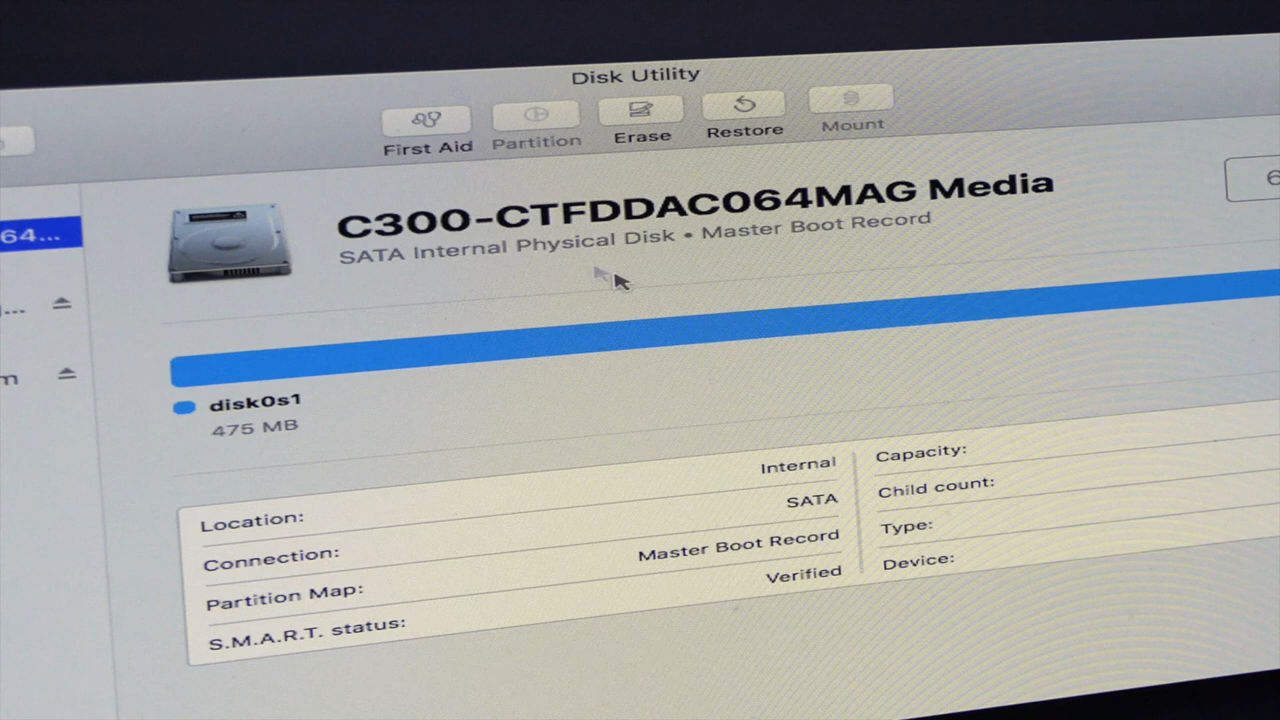 Disk Utility
First Aid
Partition
Erase
Restore
Mount
C300-CTFDDAC064MAG Media
SATA Internal Physical Disk • Master Boot Record
6
64...
...
m
disk0s1
475 MB
Location: Internal
Connection: SATA
Partition Map: Master Boot Record
S.M.A.R.T. status: Verified
Capacity:
Child count:
Type:
Device: